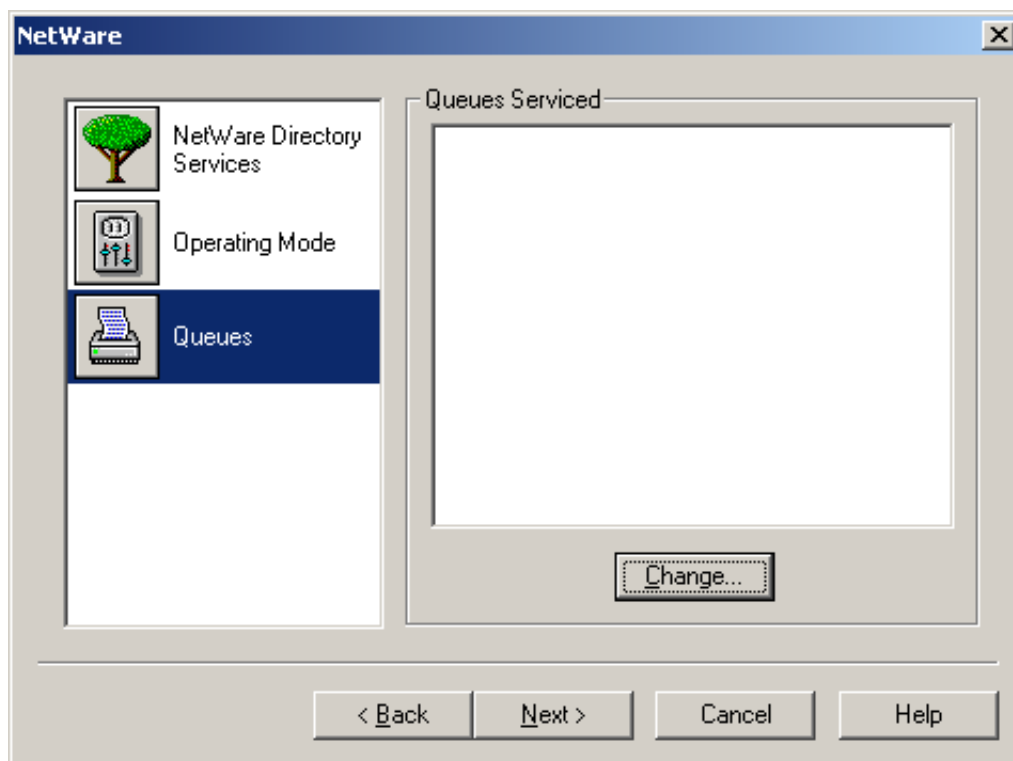 NetWare
NetWare Directory
Services
Operating Mode
Queues
Queues Serviced
Change...
< Back
Next >
Cancel
Help